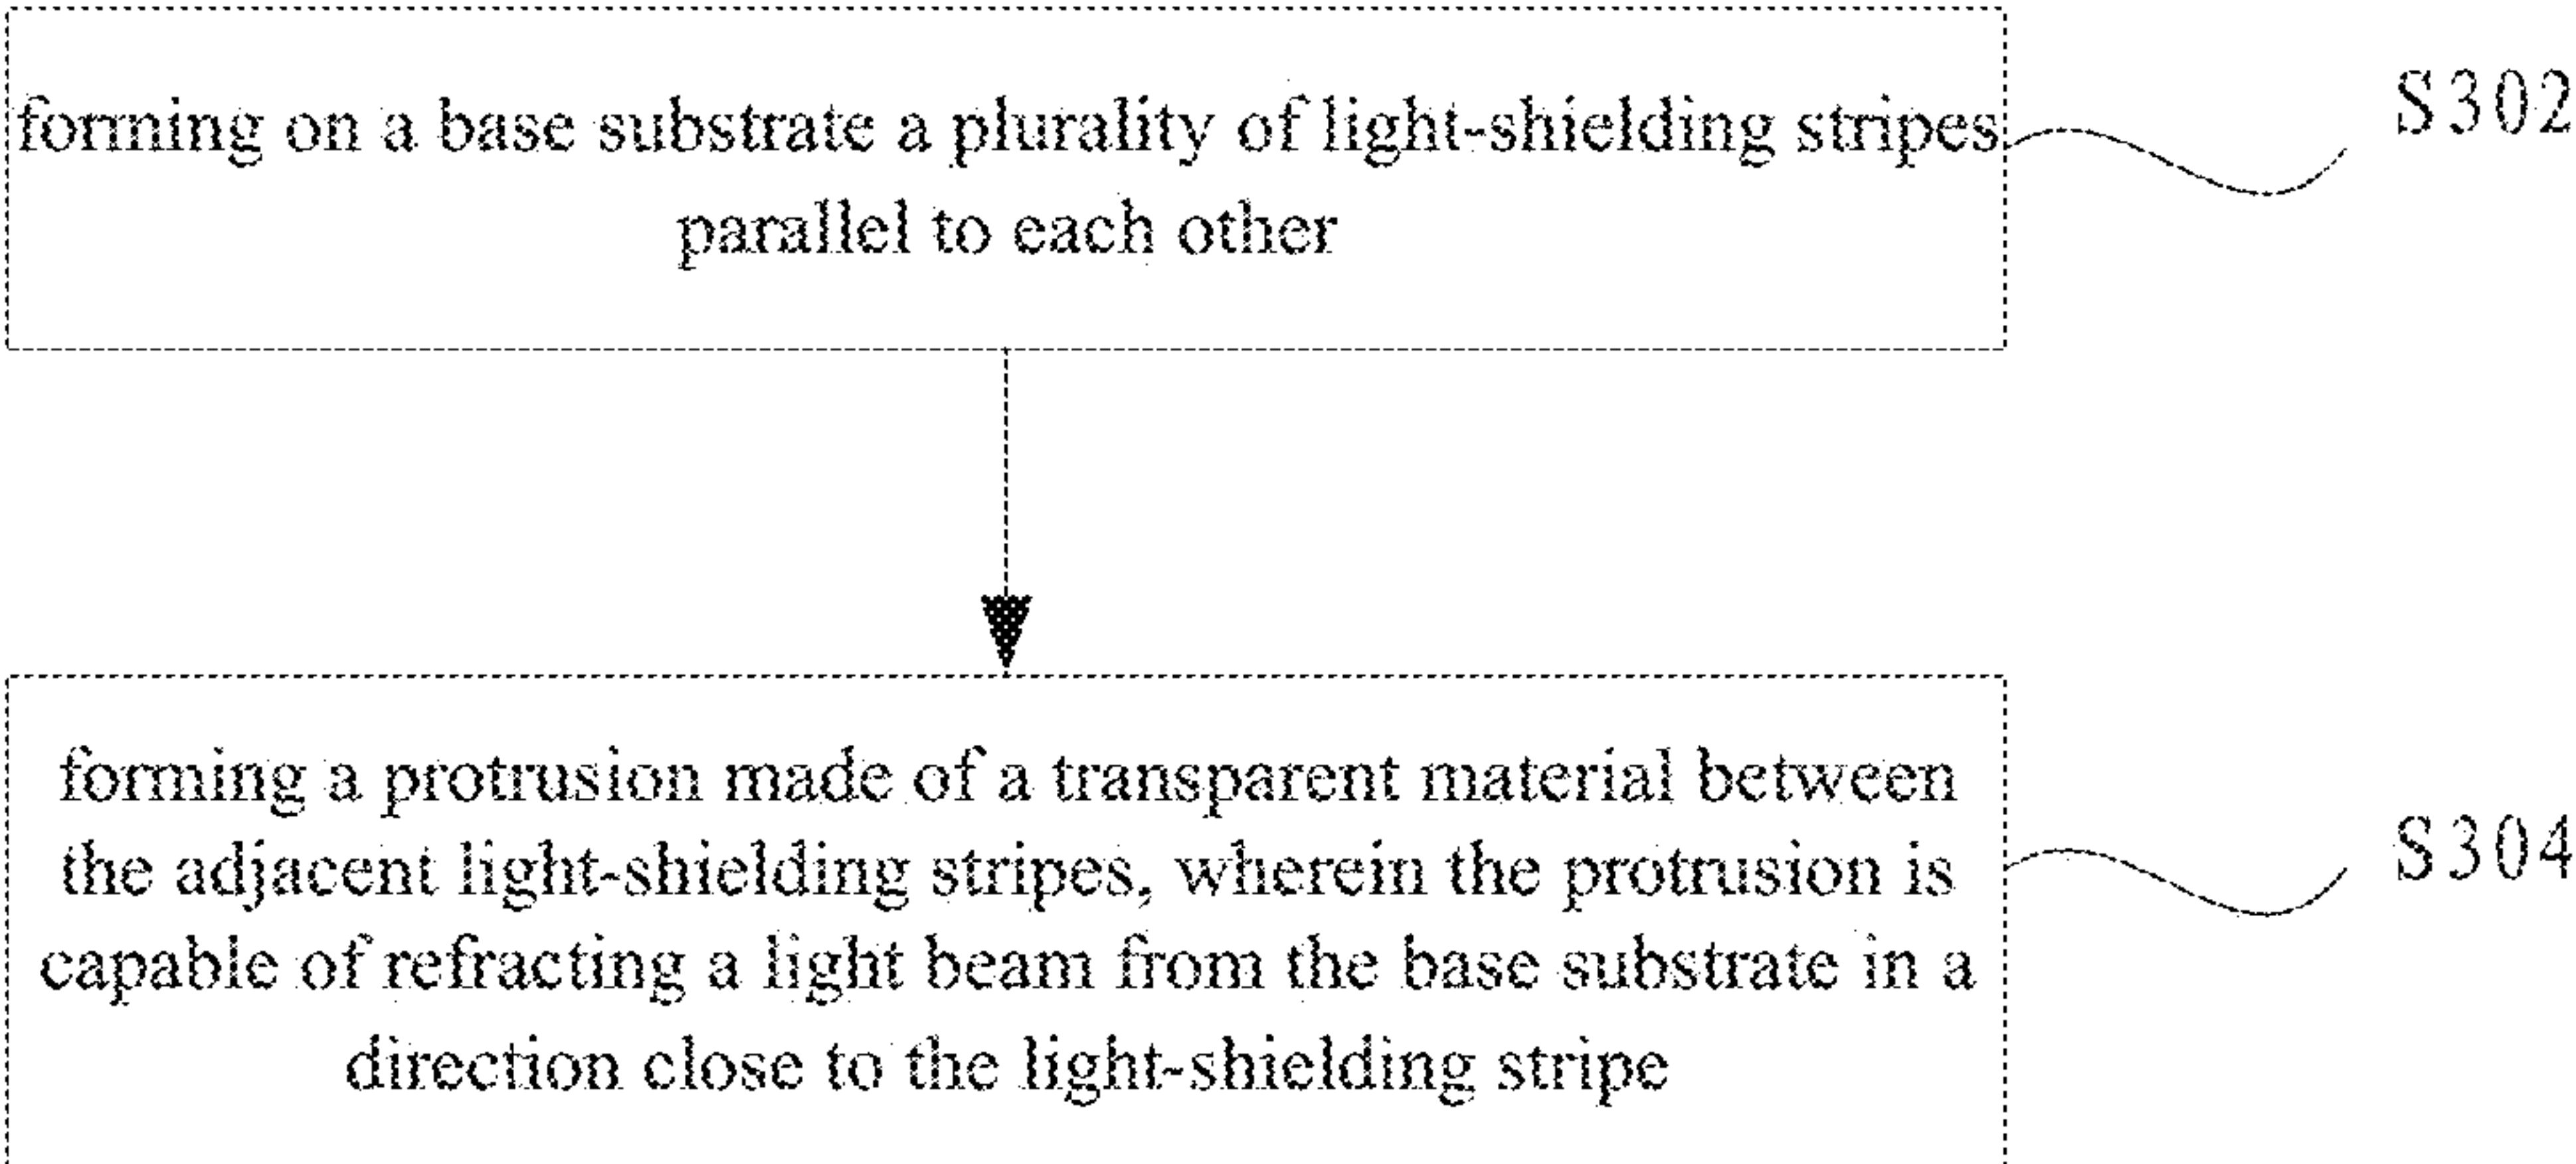 forming on a base substrate a plurality of light-shielding stripes
parallel to each other
S302
forming a protrusion made of a transparent material between
the adjacent light-shielding stripes, wherein the protrusion is
capable of refracting a light beam from the base substrate in a
direction close to the light-shielding stripe
S304